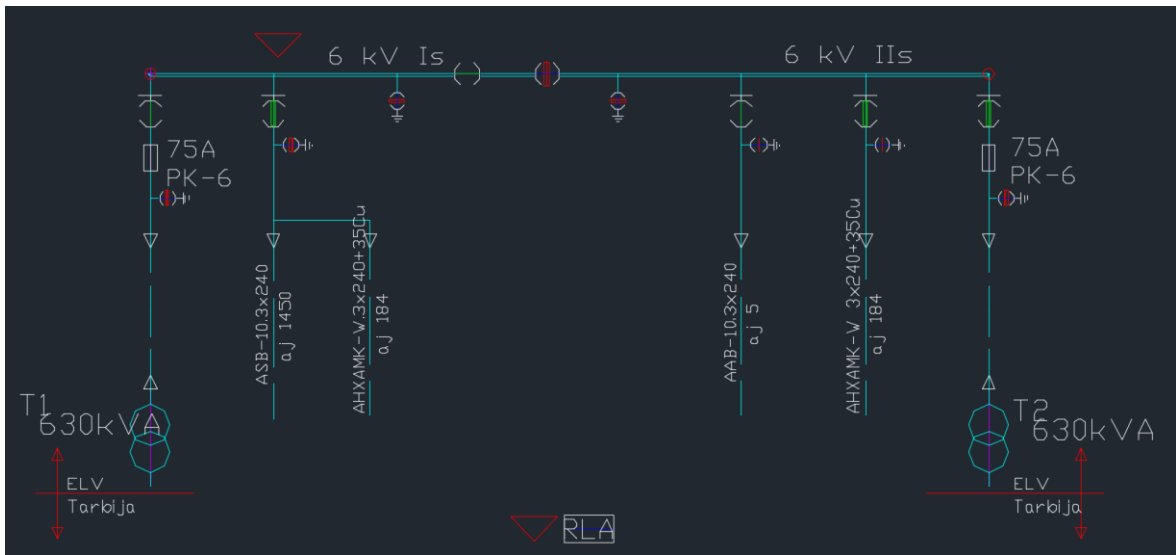 6 kV Is
6 kV IIs
75A
PK-6
75A
PK-6
ASB-10.3x240
aj 1450
AHXAMK-W.3x240+35Cu
aj 184
AAB-10.3x240
aj 5
AHXAMK-W 3x240+35Cu
aj 184
T1
630kVA
T2
630kVA
ELV
Tarbija
ELV
Tarbija
RLA